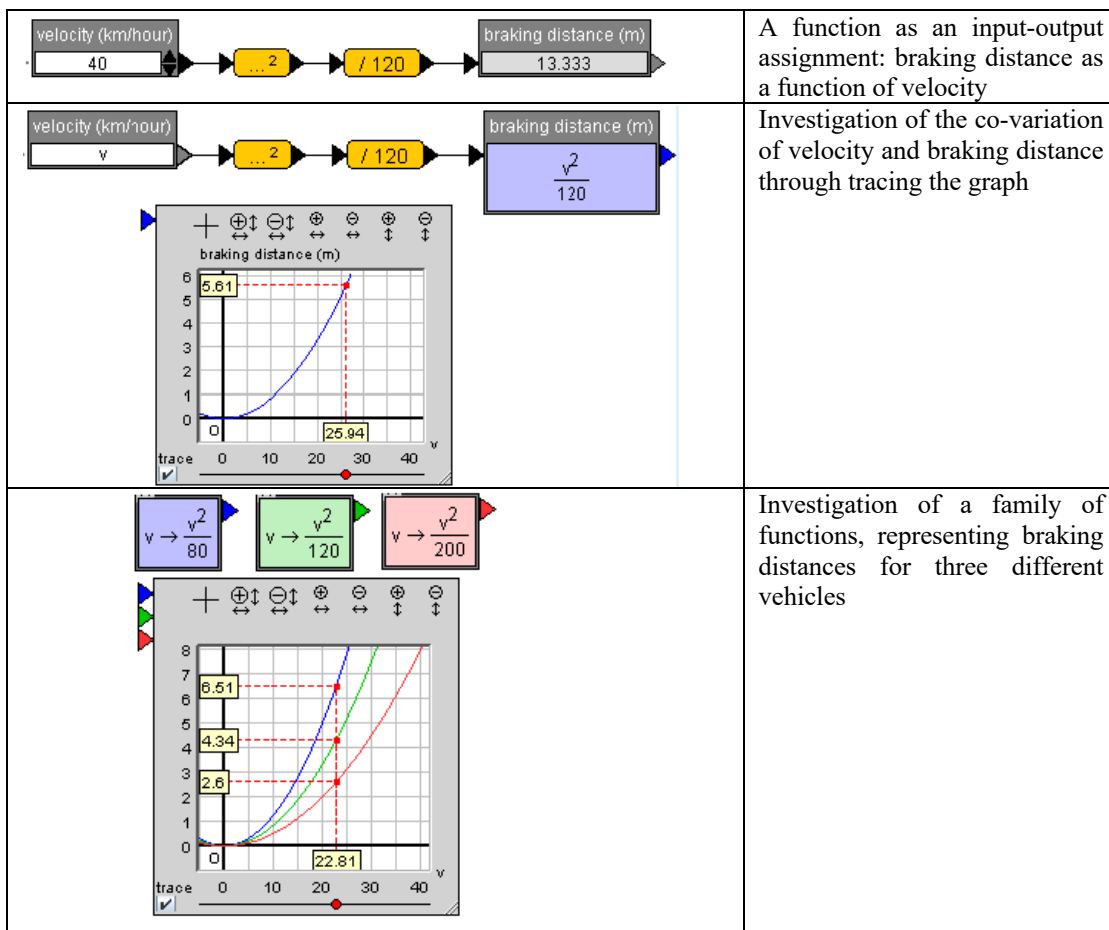 velocity (km/hour)
40
... 2
/ 120
braking distance (m)
13.333
A function as an input-output
assignment: braking distance as
a function of velocity
velocity (km/hour)
v
... 2
/ 120
braking distance (m)
v2
120
Investigation of the co-variation
of velocity and braking distance
through tracing the graph
braking distance (m)
6
5.61
5
4
3
2
1
0
O
25.94
v
trace
0 10 20 30 40
v → v2
80
v → v2
120
v → v2
200
Investigation of a family of
functions, representing braking
distances for three different
vehicles
8
7
6.51
6
5
4.34
4
3
2.6
2
1
0
O
22.81
v
trace
0 10 20 30 40